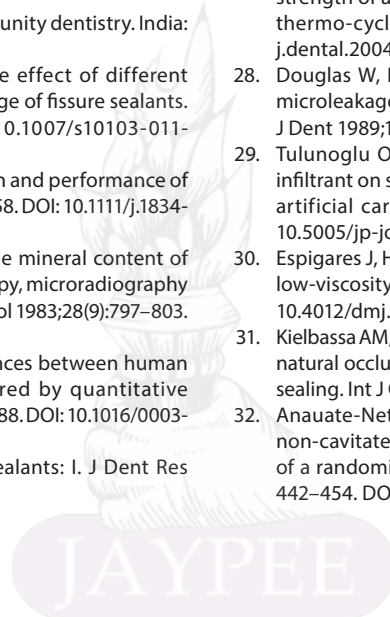 unity dentistry. India:
e effect of different
ge of fissure sealants.
0.1007/s10103-011-
n and performance of
58. DOI: 10.1111/j.1834-
e mineral content of
py, microradiography
ol 1983;28(9):797–803.
nces between human
red by quantitative
88. DOI: 10.1016/0003-
ealants: I. J Dent Res
thermo-cycl
j.dental.2004
28. Douglas W,
microleakage
J Dent 1989;1
29. Tulunoglu O
infiltrant on s
artificial car
10.5005/jp-jo
30. Espigares J, H
low-viscosity
10.4012/dmj.
31. Kielbassa AM,
natural occlu
sealing. Int J
32. Anauate-Net
non-cavitate
of a randomi
442–454. DO
JAYPEE